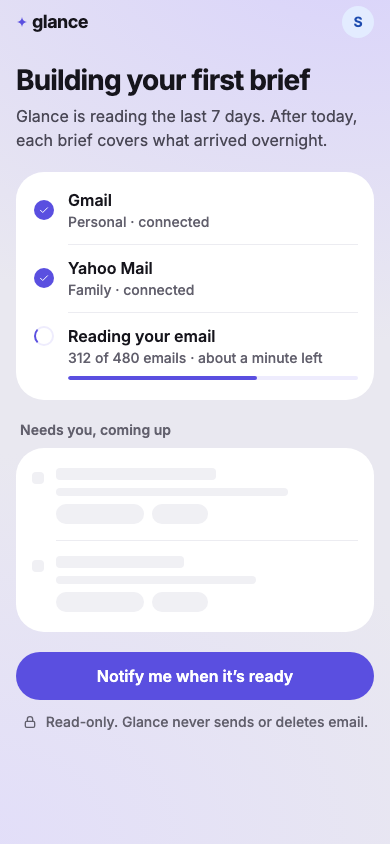 glance
S
Building your first brief
Glance is reading the last 7 days. After today,
each brief covers what arrived overnight.
Gmail
Personal · connected
Yahoo Mail
Family · connected
Reading your email
312 of 480 emails · about a minute left
Needs you, coming up
Notify me when it’s ready
Read-only. Glance never sends or deletes email.